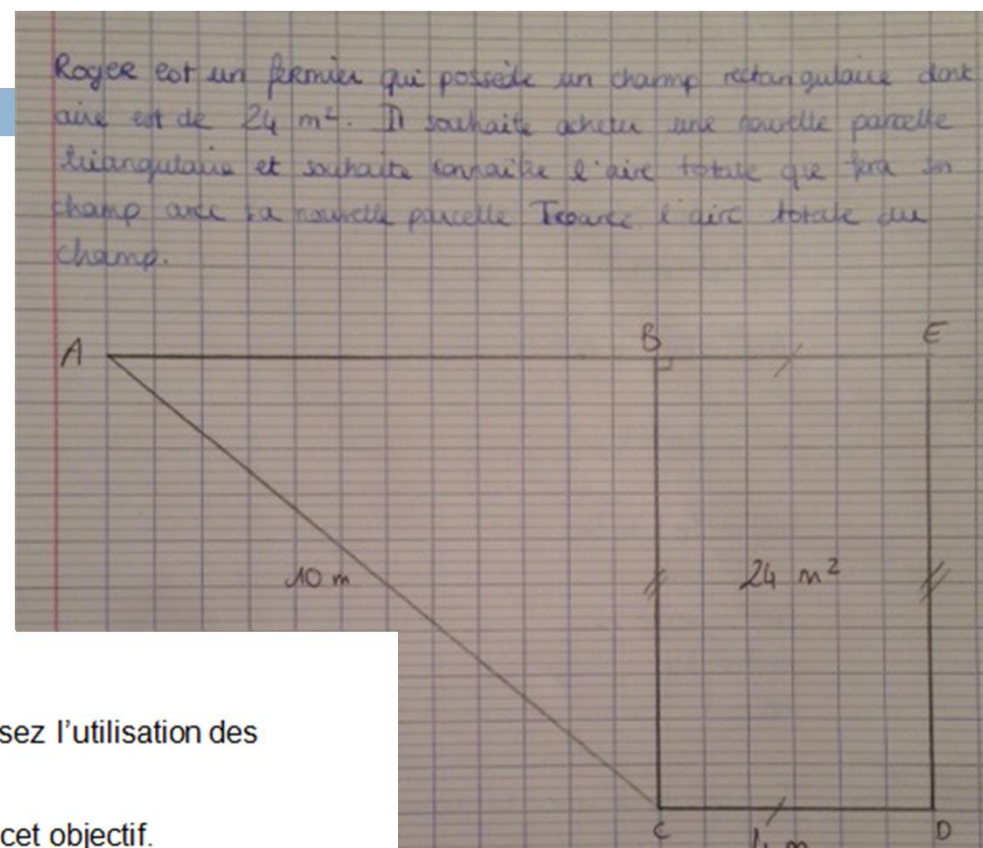 Roger est un fermier qui possède un champ rectangulaire dont
aire est de 24 m². Il souhaite acheter une nouvelle parcelle
triangulaire et souhaite connaître l'aire totale que fera son
champ avec sa nouvelle parcelle Trouvez l'aire totale du
champ.
A
B
E
10 m
24 m²
sez l'utilisation des
cet objectif.
C
D